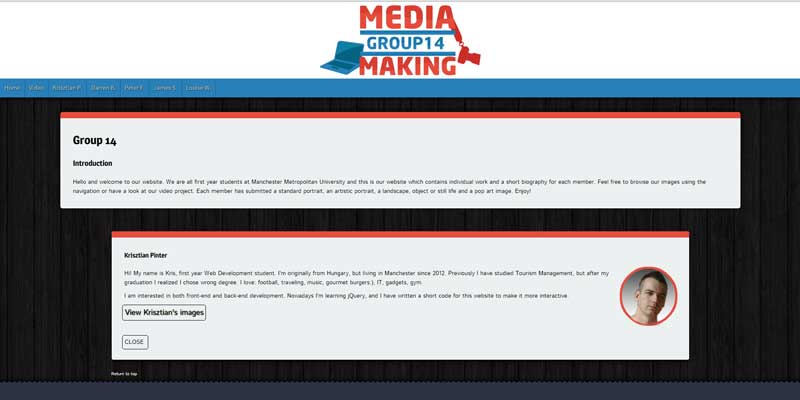 MEDIA
GROUP14
MAKING
Home Video Krisztian P. Darren B. Peter F. James S. Louise W.
Group 14
Introduction
Hello and welcome to our website. We are all first year students at Manchester Metropolitan University and this is our website which contains individual work and a short biography for each member. Feel free to browse our images using the
navigation or have a look at our video project. Each member has submitted a standard portrait, an artistic portrait, a landscape, object or still life and a pop art image. Enjoy!
Krisztian Pinter
Hi! My name is Kris, first year Web Development student. I'm originally from Hungary, but living in Manchester since 2012. Previously I have studied Tourism Management, but after my
graduation I realized I chose wrong degree. I love: football, traveling, music, gourmet burgers:), IT, gadgets, gym.
I am interested in both front-end and back-end development. Nowadays I'm learning jQuery, and I have written a short code for this website to make it more interactive.
View Krisztian's images
CLOSE
Return to top